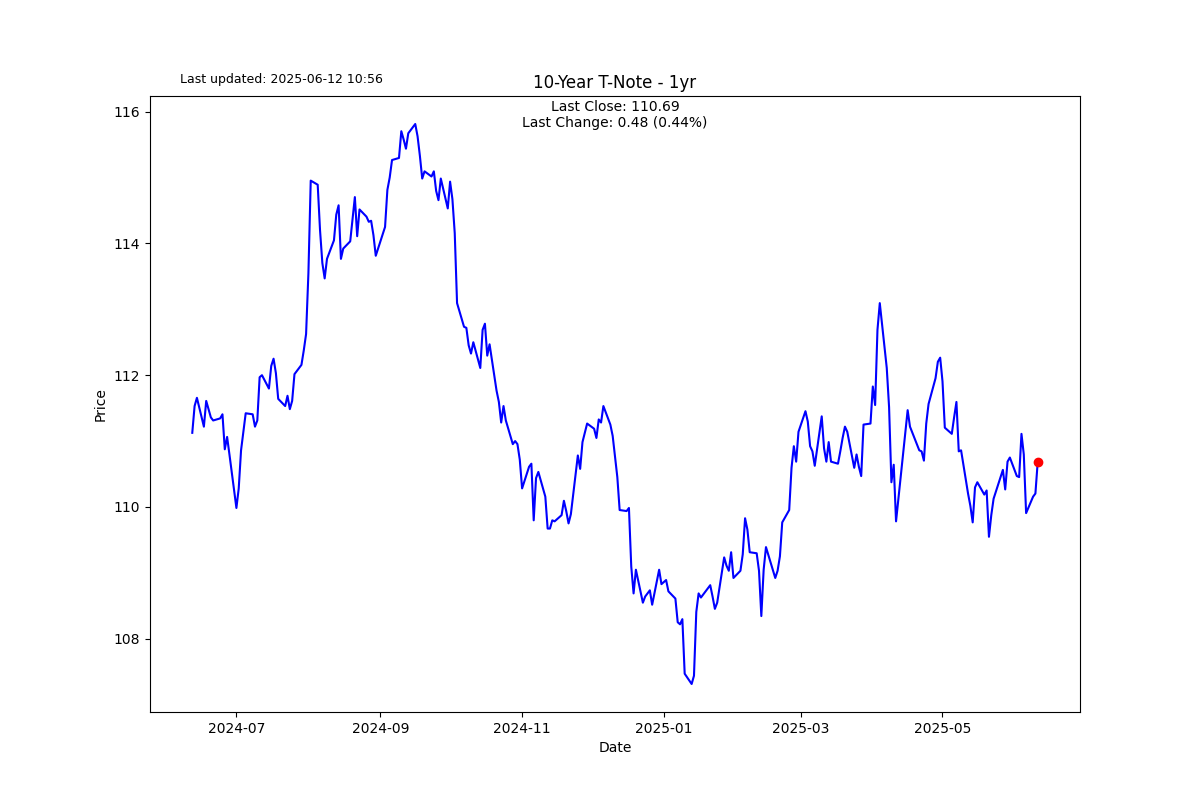 Last updated: 2025-06-12 10:56
10-Year T-Note - 1yr
Last Close: 110.69
Last Change: 0.48 (0.44%)
116
114
112
110
108
Price
2024-07
2024-09
2024-11
2025-01
2025-03
2025-05
Date